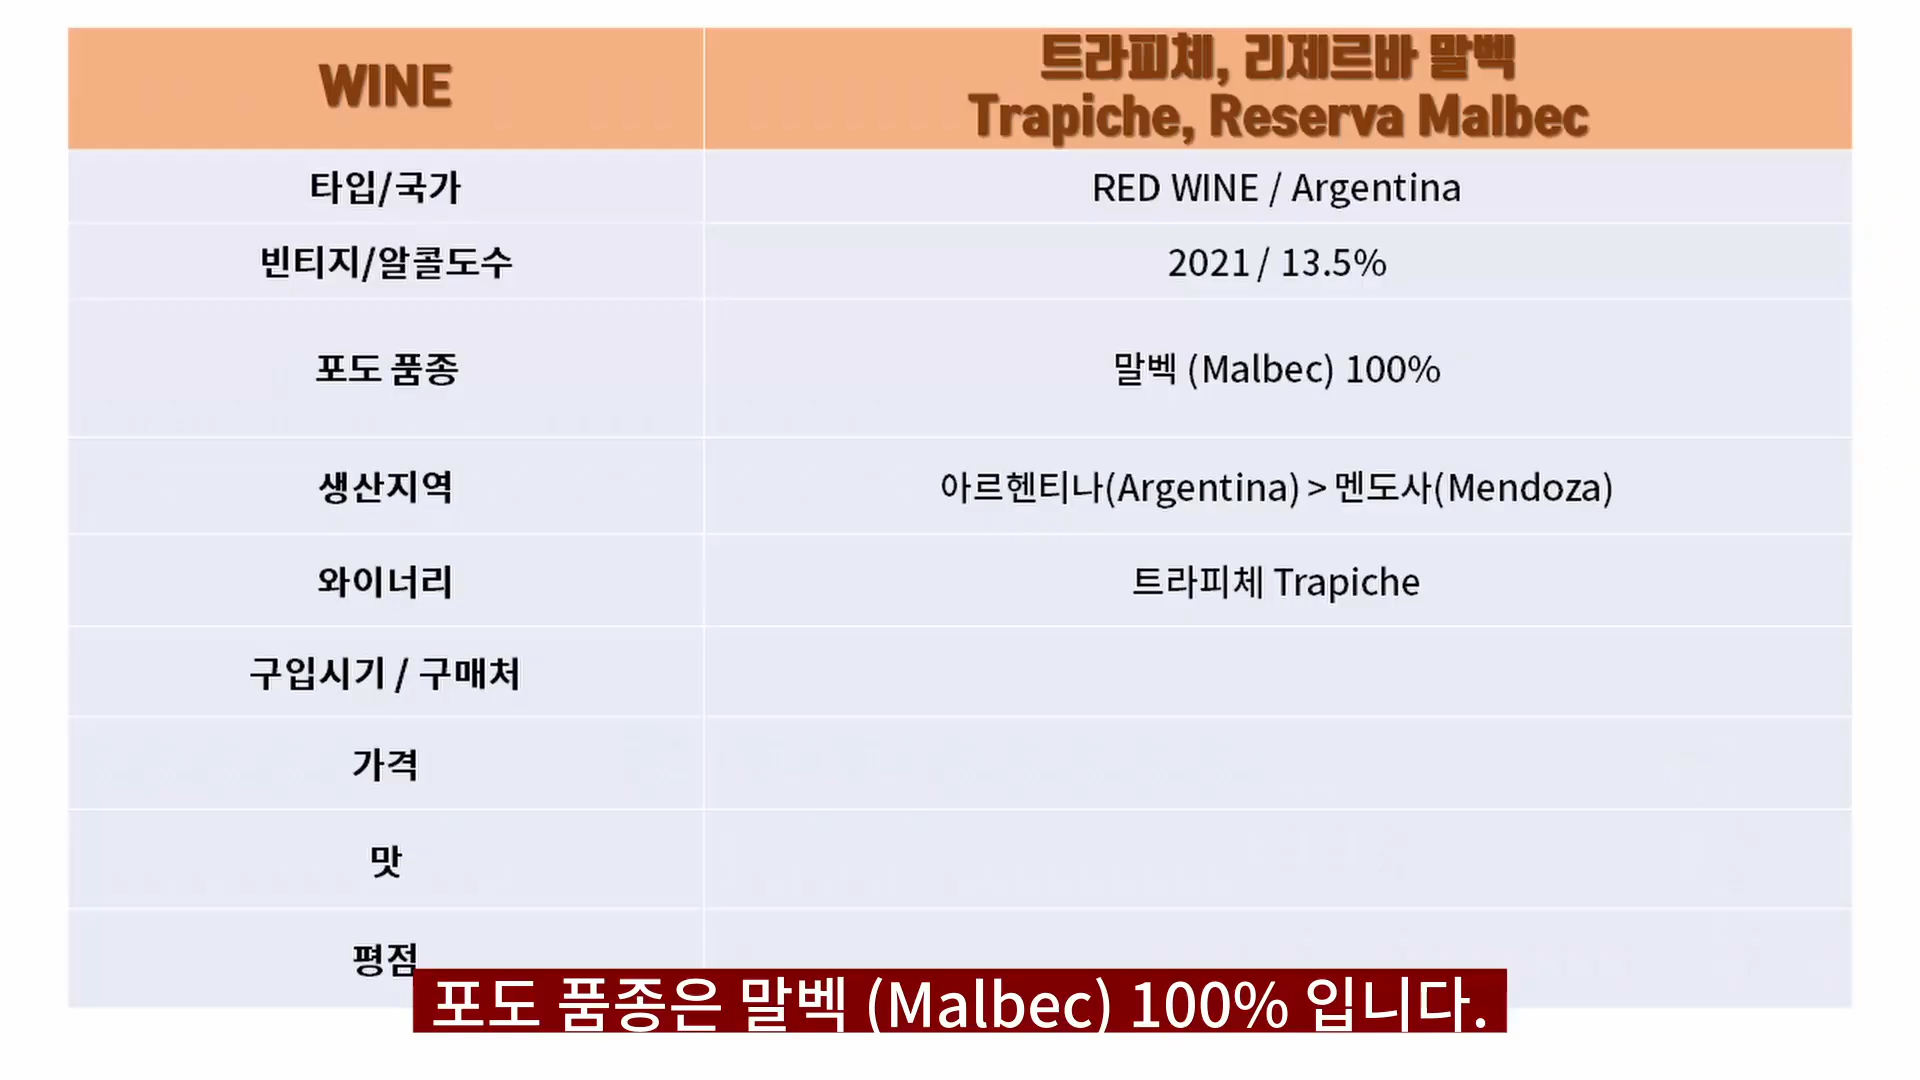 WINE
트라피체, 리제르바 말벡
Trapiche, Reserva Malbec
타입/국가
RED WINE / Argentina
빈티지/알콜도수
2021 / 13.5%
포도 품종
말벡 (Malbec) 100%
생산지역
아르헨티나(Argentina) > 멘도사(Mendoza)
와이너리
트라피체 Trapiche
구입시기 / 구매처
가격
맛
평점
포도 품종은 말벡 (Malbec) 100% 입니다.